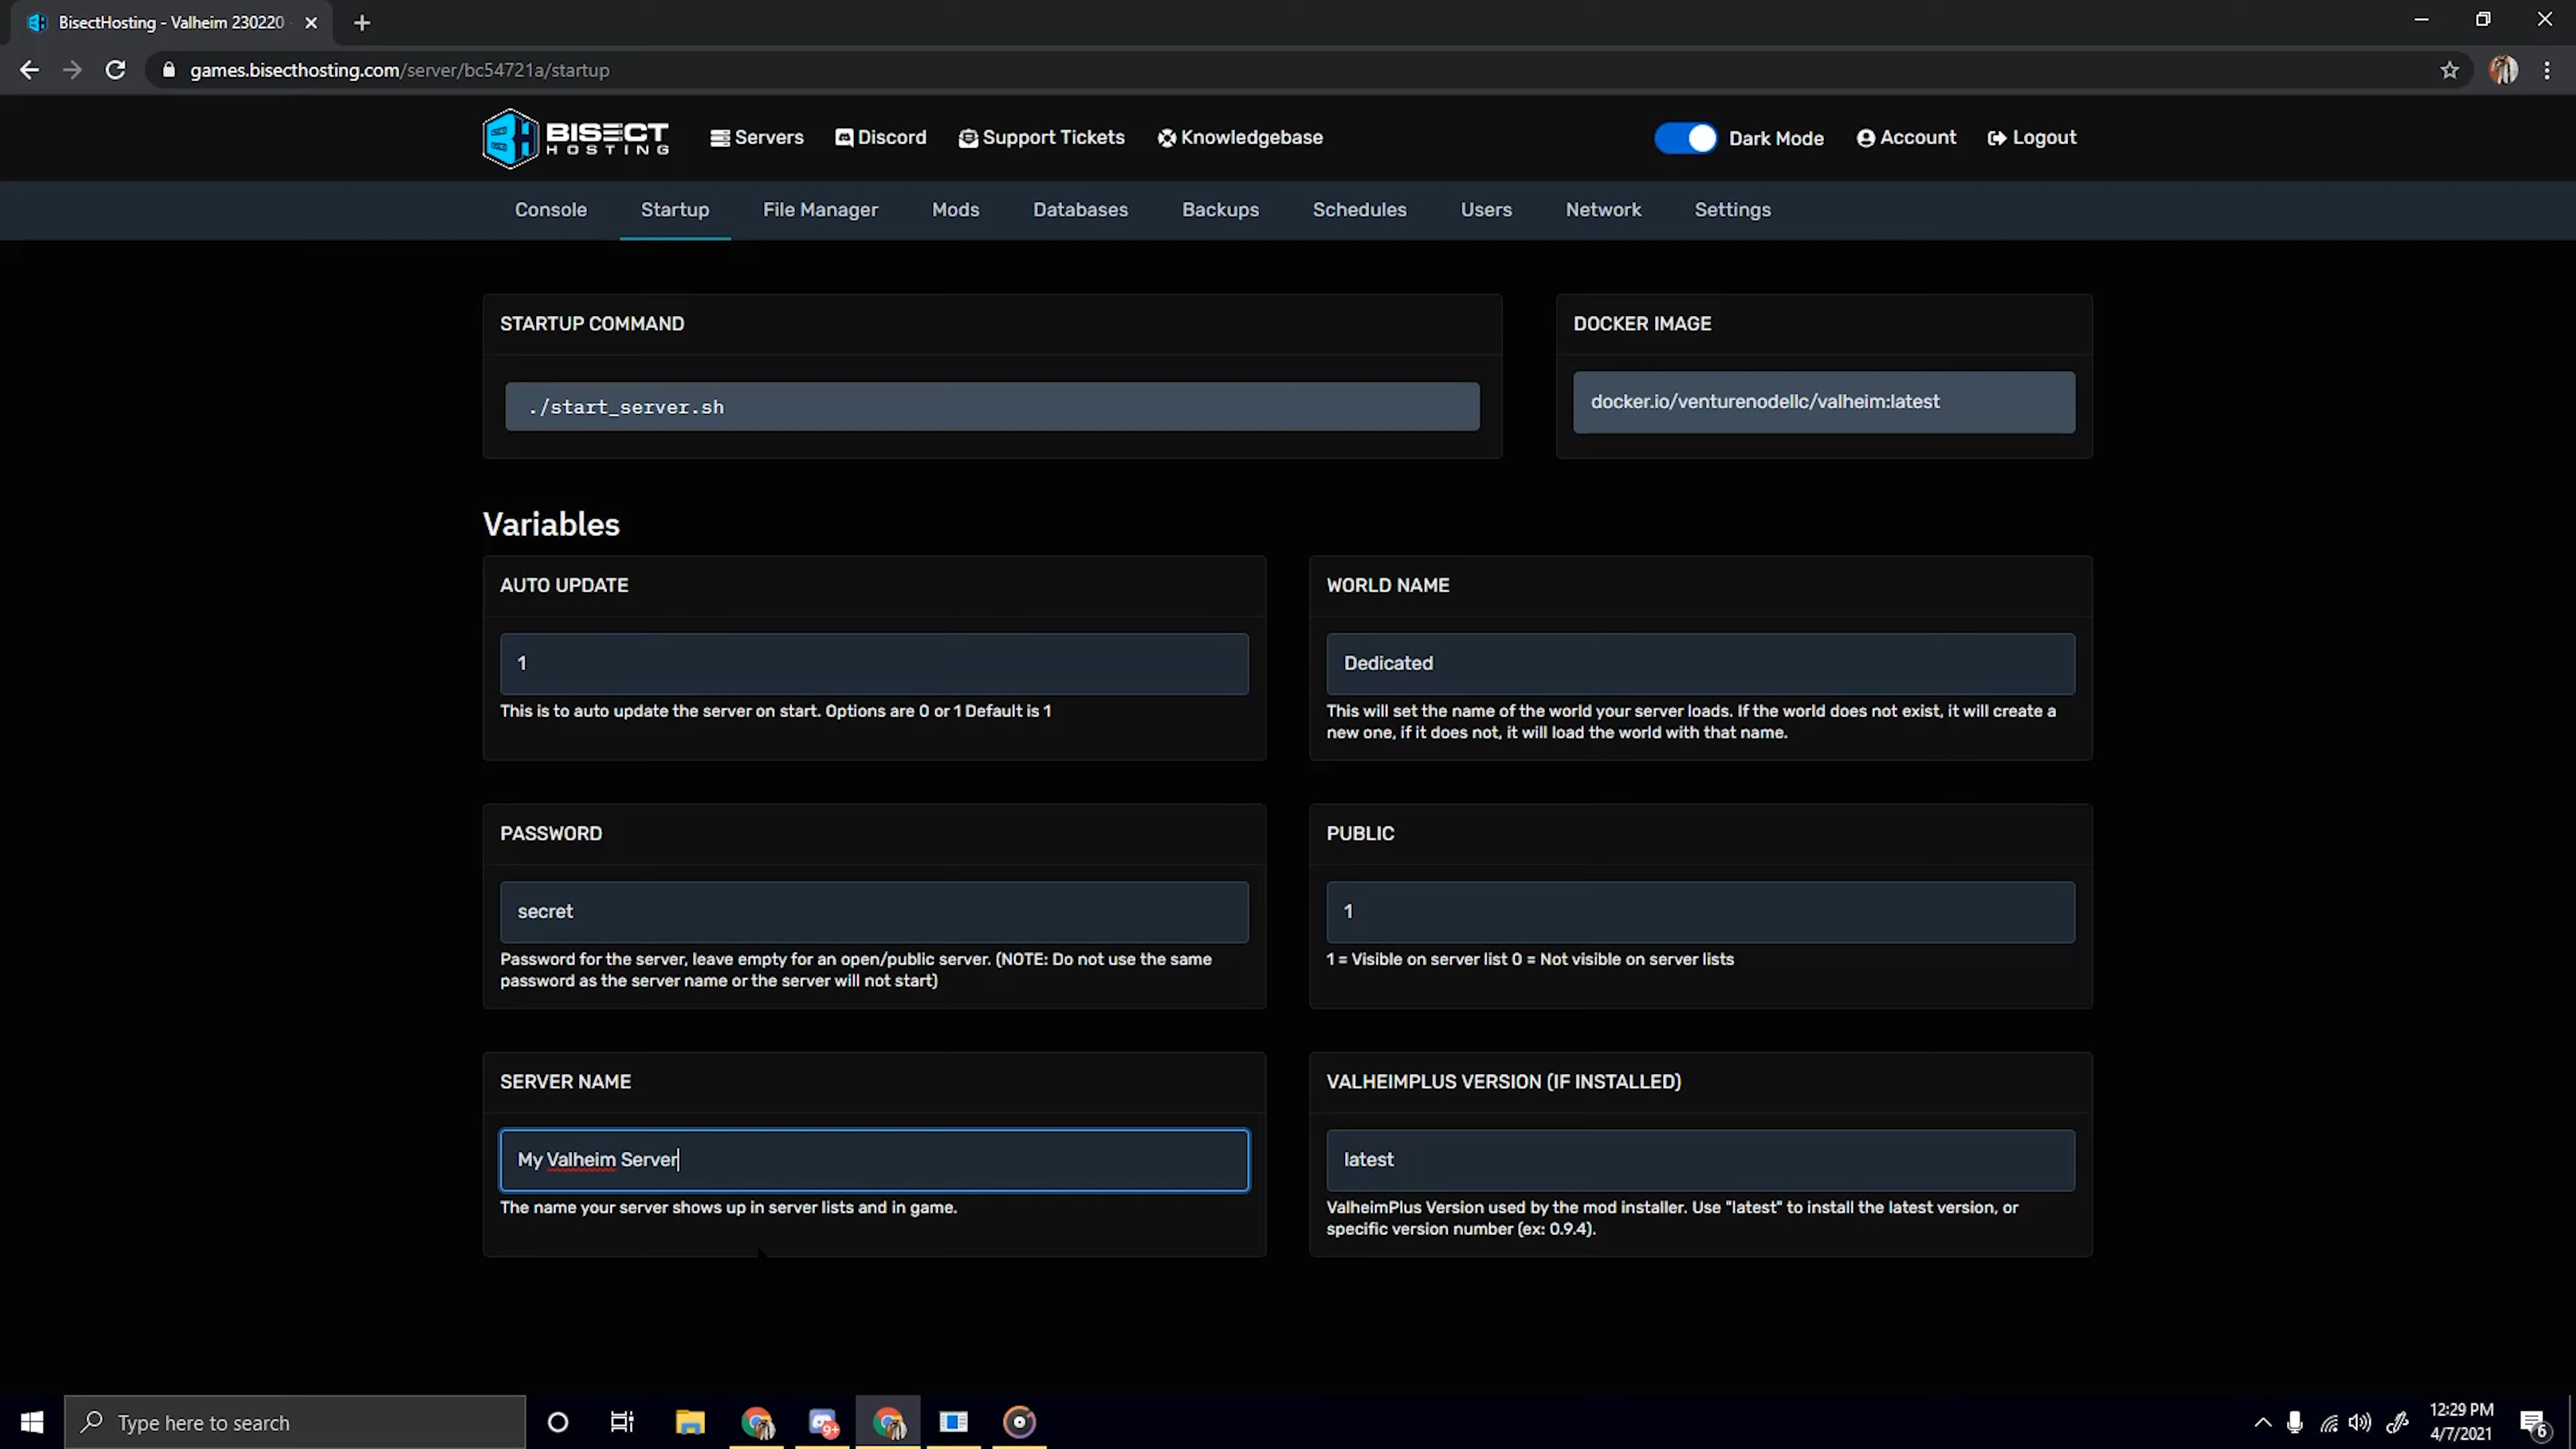 BisectHosting - Valheim 230220
games.bisecthosting.com/server/bc54721a/startup
BISECT
HOSTING
Servers
Discord
Support Tickets
Knowledgebase
Dark Mode
Account
Logout
Console
Startup
File Manager
Mods
Databases
Backups
Schedules
Users
Network
Settings
STARTUP COMMAND
./start_server.sh
DOCKER IMAGE
docker.io/venturenodellc/valheim:latest
Variables
AUTO UPDATE
1
This is to auto update the server on start. Options are 0 or 1 Default is 1
WORLD NAME
Dedicated
This will set the name of the world your server loads. If the world does not exist, it will create a
new one, if it does not, it will load the world with that name.
PASSWORD
secret
Password for the server, leave empty for an open/public server. (NOTE: Do not use the same
password as the server name or the server will not start)
PUBLIC
1
1 = Visible on server list 0 = Not visible on server lists
SERVER NAME
My Valheim Server
The name your server shows up in server lists and in game.
VALHEIMPLUS VERSION (IF INSTALLED)
latest
ValheimPlus Version used by the mod installer. Use "latest" to install the latest version, or
specific version number (ex: 0.9.4).
Type here to search
9+
12:29 PM
4/7/2021
6